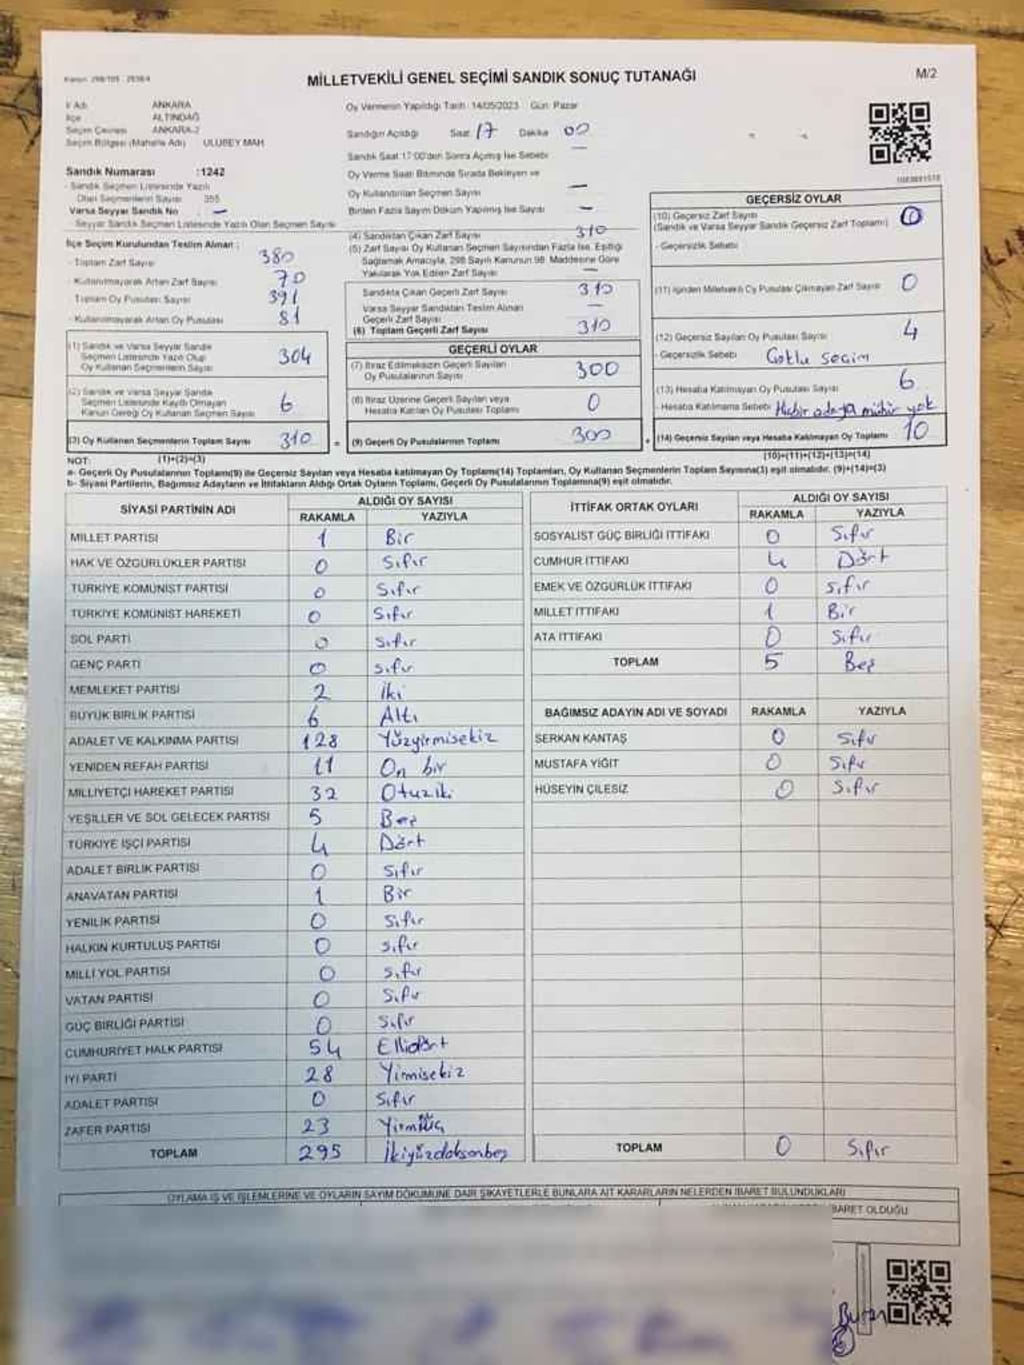 MİLLETVEKİLİ GENEL SEÇİMİ SANDIK SONUÇ TUTANAĞI
M/2
İl Adı ANKARA
İlçe ALTINDAĞ
Seçim Çevresi ANKARA-2
Seçim Bölgesi (Mahalle Adı) ULUBEY MAH
Sandık Numarası :1242
- Sandık Seçmen Listesinde Yazılı
Olan Seçmenlerin Sayısı 355
Varsa Seyyar Sandık No –
Seyyar Sandık Seçmen Listesinde Yazılı Olan Seçmen Sayısı
Oy Vermenin Yapıldığı Tarih 14/05/2023 Gün: Pazar
Sandığın Açıldığı Saat 17 Dakika 00
Sandık Saat 17:00'den Sonra Açılmış İse Sebebi –
Oy Verme Saati Bitiminde Sırada Bekleyen ve
Oy Kullandırılan Seçmen Sayısı –
Birden Fazla Sayım Döküm Yapılmış İse Sayısı –
İlçe Seçim Kurulundan Teslim Alınan :
- Toplam Zarf Sayısı 380
- Kullanılmayarak Artan Zarf Sayısı 70
- Toplam Oy Pusulası Sayısı 391
- Kullanılmayarak Artan Oy Pusulası 81
(1) Sandık ve Varsa Seyyar Sandık
Seçmen Listesinde Yazılı Olup
Oy Kullanan Seçmenlerin Sayısı 304
(2) Sandık ve Varsa Seyyar Sandık
Seçmen Listesinde Kayıtlı Olmayan
Kanun Gereği Oy Kullanan Seçmen Sayısı 6
(3) Oy Kullanan Seçmenlerin Toplam Sayısı 310
(1)+(2)=(3)
(4) Sandıktan Çıkan Zarf Sayısı 310
(5) Zarf Sayısı Oy Kullanan Seçmen Sayısından Fazla İse, Eşitliği
Sağlamak Amacıyla, 298 Sayılı Kanunun 98. Maddesine Göre
Yakılarak Yok Edilen Zarf Sayısı –
Sandıkta Çıkan Geçerli Zarf Sayısı 310
Varsa Seyyar Sandıktan Teslim Alınan
Geçerli Zarf Sayısı –
(6) Toplam Geçerli Zarf Sayısı 310
GEÇERLİ OYLAR
(7) İtiraz Edilmeksizin Geçerli Sayılan
Oy Pusulalarının Sayısı 300
(8) İtiraz Üzerine Geçerli Sayılan veya
Hesaba Katılan Oy Pusulası Toplamı 0
= (9) Geçerli Oy Pusulalarının Toplamı 300
GEÇERSİZ OYLAR
(10) Geçersiz Zarf Sayısı 0
(Sandık ve Varsa Seyyar Sandık Geçersiz Zarf Toplamı)
- Geçersizlik Sebebi
(11) İçinden Milletvekili Oy Pusulası Çıkmayan Zarf Sayısı 0
(12) Geçersiz Sayılan Oy Pusulası Sayısı 4
- Geçersizlik Sebebi Çoklu seçim
(13) Hesaba Katılmayan Oy Pusulası Sayısı 6
- Hesaba Katılmama Sebebi Hiçbir adaya mühür yok
+ (14) Geçersiz Sayılan veya Hesaba Katılmayan Oy Toplamı 10
(10)+(11)+(12)+(13)=(14)
NOT:
a- Geçerli Oy Pusulalarının Toplamı(9) ile Geçersiz Sayılan veya Hesaba katılmayan Oy Toplamı(14) Toplamları, Oy Kullanan Seçmenlerin Toplam Sayısına(3) eşit olmalıdır. (9)+(14)=(3)
b- Siyasi Partilerin, Bağımsız Adayların ve İttifakların Aldığı Ortak Oyların Toplamı, Geçerli Oy Pusulalarının Toplamına(9) eşit olmalıdır.
SİYASİ PARTİNİN ADI ALDIĞI OY SAYISI
RAKAMLA YAZIYLA
MİLLET PARTİSİ 1 Bir
HAK VE ÖZGÜRLÜKLER PARTİSİ 0 Sıfır
TÜRKİYE KOMÜNİST PARTİSİ 0 Sıfır
TÜRKİYE KOMÜNİST HAREKETİ 0 Sıfır
SOL PARTİ 0 Sıfır
GENÇ PARTİ 0 Sıfır
MEMLEKET PARTİSİ 2 İki
BÜYÜK BİRLİK PARTİSİ 6 Altı
ADALET VE KALKINMA PARTİSİ 128 Yüzyirmisekiz
YENİDEN REFAH PARTİSİ 11 On bir
MİLLİYETÇİ HAREKET PARTİSİ 32 Otuziki
YEŞİLLER VE SOL GELECEK PARTİSİ 5 Beş
TÜRKİYE İŞÇİ PARTİSİ 4 Dört
ADALET BİRLİK PARTİSİ 0 Sıfır
ANAVATAN PARTİSİ 1 Bir
YENİLİK PARTİSİ 0 Sıfır
HALKIN KURTULUŞ PARTİSİ 0 Sıfır
MİLLİ YOL PARTİSİ 0 Sıfır
VATAN PARTİSİ 0 Sıfır
GÜÇ BİRLİĞİ PARTİSİ 0 Sıfır
CUMHURİYET HALK PARTİSİ 54 Ellidört
İYİ PARTİ 28 Yirmisekiz
ADALET PARTİSİ 0 Sıfır
ZAFER PARTİSİ 23 Yirmiüç
TOPLAM 295 İkiyüzdoksanbeş
İTTİFAK ORTAK OYLARI ALDIĞI OY SAYISI
RAKAMLA YAZIYLA
SOSYALİST GÜÇ BİRLİĞİ İTTİFAKI 0 Sıfır
CUMHUR İTTİFAKI 4 Dört
EMEK VE ÖZGÜRLÜK İTTİFAKI 0 Sıfır
MİLLET İTTİFAKI 1 Bir
ATA İTTİFAKI 0 Sıfır
TOPLAM 5 Beş
BAĞIMSIZ ADAYIN ADI VE SOYADI RAKAMLA YAZIYLA
SERKAN KANTAŞ 0 Sıfır
MUSTAFA YİĞİT 0 Sıfır
HÜSEYİN ÇİLESİZ 0 Sıfır
TOPLAM 0 Sıfır
OYLAMA İŞ VE İŞLEMLERİNE VE OYLARIN SAYIM DÖKÜMÜNE DAİR ŞİKAYETLERLE BUNLARA AİT KARARLARIN NELERDEN İBARET BULUNDUKLARI
BARET OLDUĞU